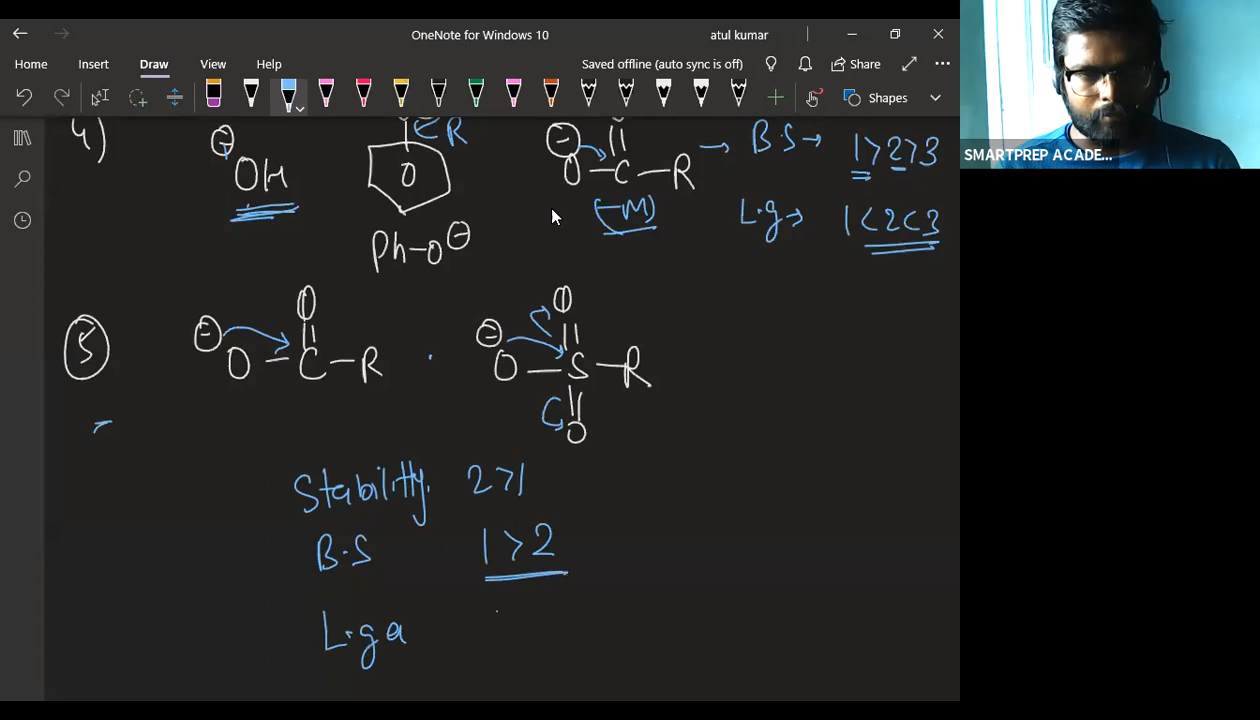 OneNote for Windows 10
atul kumar
Home Insert Draw View Help
Saved offline (auto sync is off)
Share
Shapes
SMARTPREP ACADE...
4)
⊖
OH
O
R
Ph-O⊖
⊖
O-C-R
(-M)
B.S → 1>2>3
L.g → 1<2<3
5
⊖
O
O-C-R
⊖
O
O-S-R
O
Stability. 2>1
B.S 1>2
L.g a